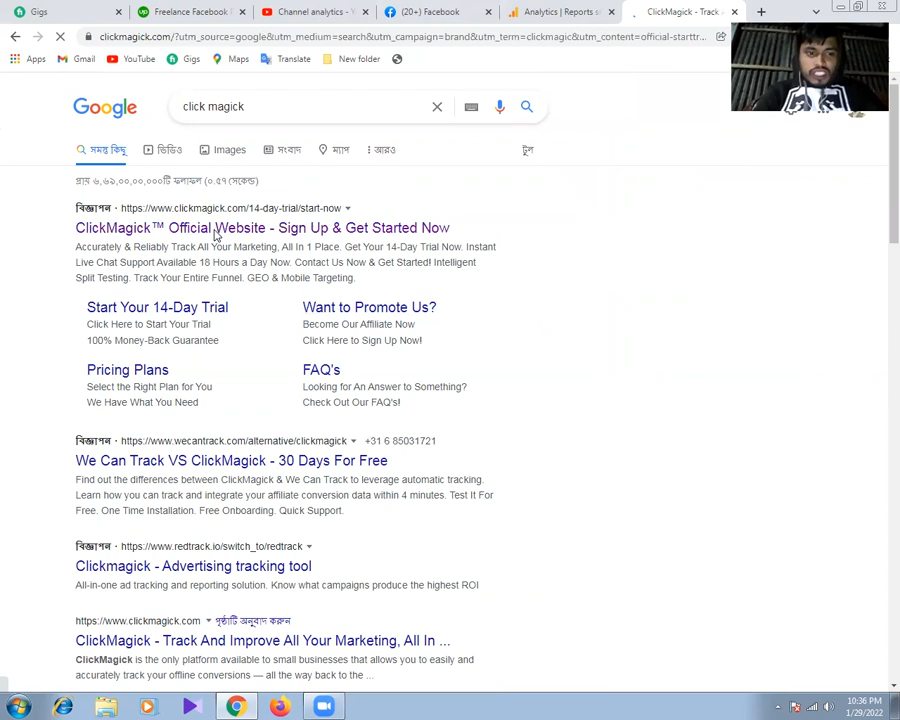 Gigs
Freelance Facebook
Channel analytics - Y
(20+) Facebook
Analytics | Reports s
ClickMagick - Track
clickmagick.com/?utm_source=google&utm_medium=search&utm_campaign=brand&utm_term=clickmagic&utm_content=official-starttr...
Apps
Gmail
YouTube
Gigs
Maps
Translate
New folder
Google
click magick
সমস্ত কিছু
ভিডিও
Images
সংবাদ
ম্যাপ
আরও
টুল
প্রায় ৬,৬৯,০০,০০,০০০টি ফলাফল (০.৫৭ সেকেন্ড)
বিজ্ঞাপন · https://www.clickmagick.com/14-day-trial/start-now
ClickMagick™ Official Website - Sign Up & Get Started Now
Accurately & Reliably Track All Your Marketing, All In 1 Place. Get Your 14-Day Trial Now. Instant
Live Chat Support Available 18 Hours a Day Now. Contact Us Now & Get Started! Intelligent
Split Testing. Track Your Entire Funnel. GEO & Mobile Targeting.
Start Your 14-Day Trial
Click Here to Start Your Trial
100% Money-Back Guarantee
Want to Promote Us?
Become Our Affiliate Now
Click Here to Sign Up Now!
Pricing Plans
Select the Right Plan for You
We Have What You Need
FAQ's
Looking for An Answer to Something?
Check Out Our FAQ's!
বিজ্ঞাপন · https://www.wecantrack.com/alternative/clickmagick +31 6 85031721
We Can Track VS ClickMagick - 30 Days For Free
Find out the differences between ClickMagick & We Can Track to leverage automatic tracking.
Learn how you can track and integrate your affiliate conversion data within 4 minutes. Test It For
Free. One Time Installation. Free Onboarding. Quick Support.
বিজ্ঞাপন · https://www.redtrack.io/switch_to/redtrack
Clickmagick - Advertising tracking tool
All-in-one ad tracking and reporting solution. Know what campaigns produce the highest ROI
https://www.clickmagick.com পৃষ্ঠাটি অনুবাদ করুন
ClickMagick - Track And Improve All Your Marketing, All In ...
ClickMagick is the only platform available to small businesses that allows you to easily and
accurately track your offline conversions — all the way back to the ...
10:36 PM
1/29/2022